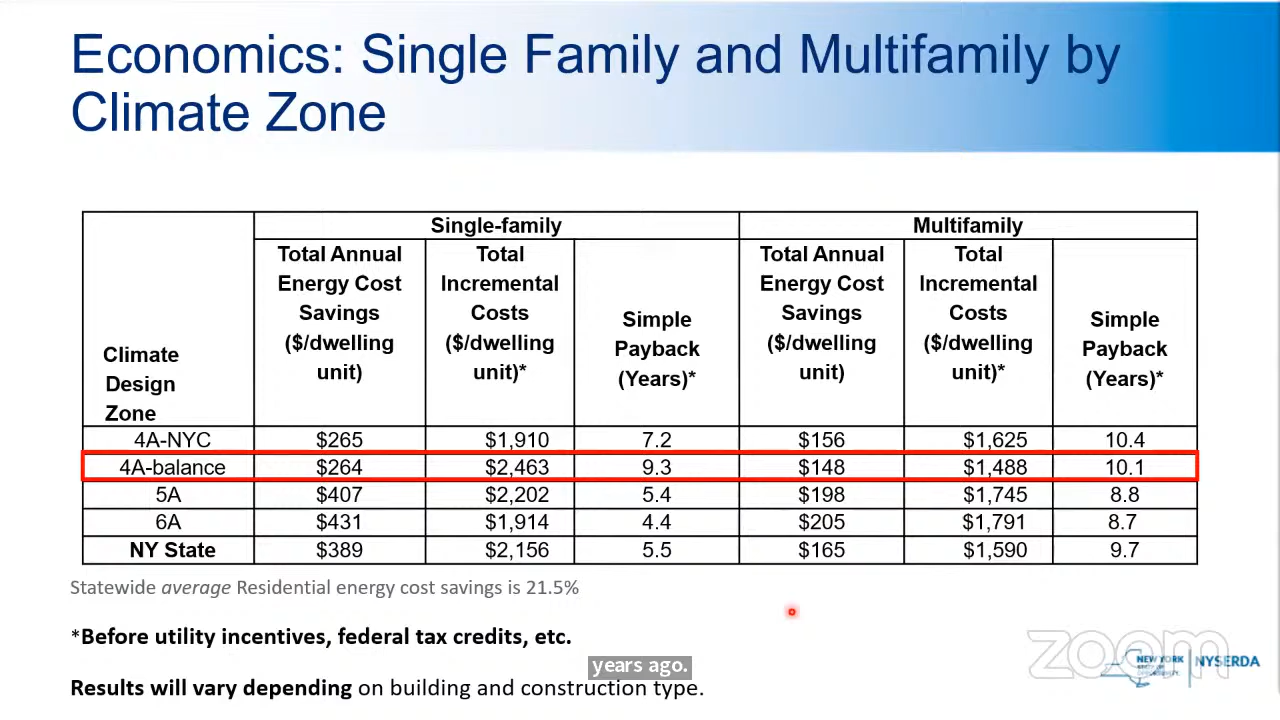 Economics: Single Family and Multifamily by
Climate Zone
Single-family Multifamily
Climate Design Zone Total Annual Energy Cost Savings ($/dwelling unit) Total Incremental Costs ($/dwelling unit)* Simple Payback (Years)* Total Annual Energy Cost Savings ($/dwelling unit) Total Incremental Costs ($/dwelling unit)* Simple Payback (Years)*
4A-NYC $265 $1,910 7.2 $156 $1,625 10.4
4A-balance $264 $2,463 9.3 $148 $1,488 10.1
5A $407 $2,202 5.4 $198 $1,745 8.8
6A $431 $1,914 4.4 $205 $1,791 8.7
NY State $389 $2,156 5.5 $165 $1,590 9.7
Statewide average Residential energy cost savings is 21.5%
*Before utility incentives, federal tax credits, etc.
years ago.
Results will vary depending on building and construction type.
zoom
NEW YORK
NYSERDA